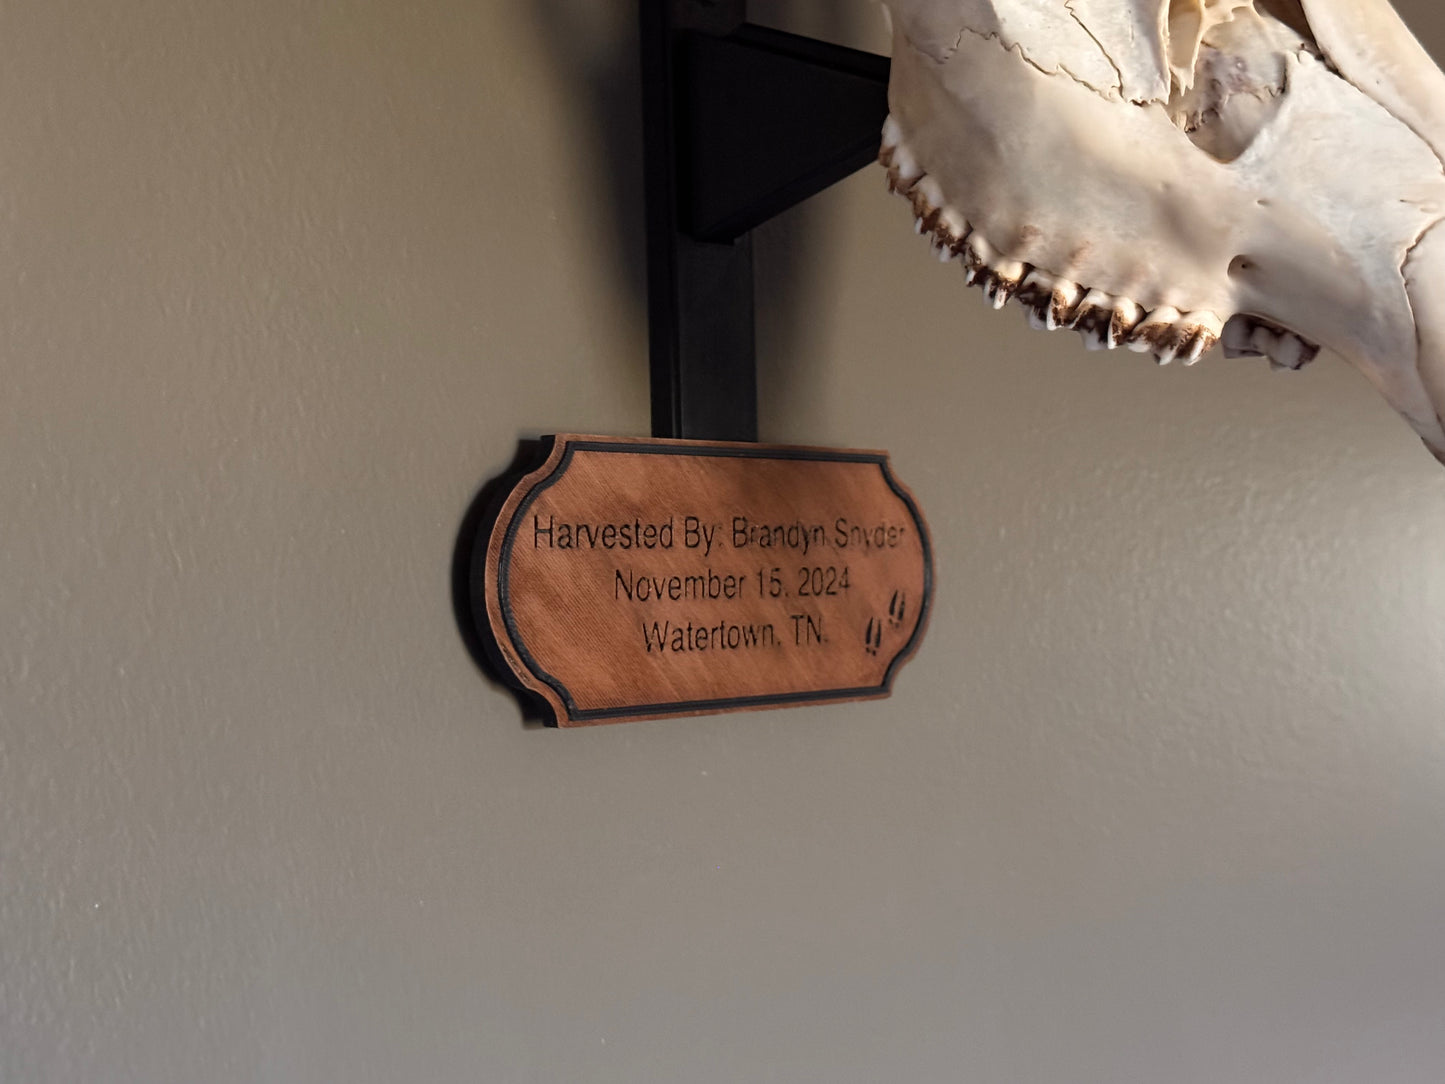 Harvested By: Brandyn Snyder
November 15, 2024
Watertown, TN.